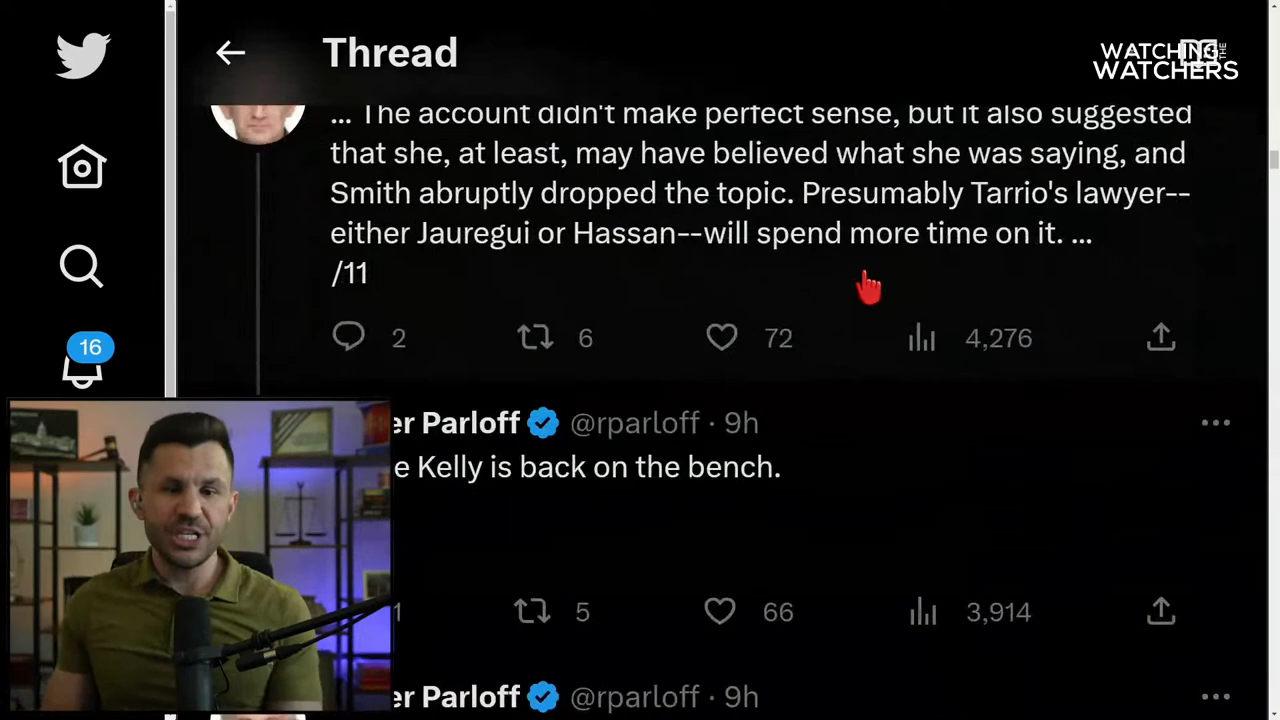 Thread
WATCHING THE
WATCHERS
... The account didn't make perfect sense, but it also suggested
that she, at least, may have believed what she was saying, and
Smith abruptly dropped the topic. Presumably Tarrio's lawyer--
either Jauregui or Hassan--will spend more time on it. ...
/11
2 6 72 4,276
16
er Parloff @rparloff · 9h
e Kelly is back on the bench.
1 5 66 3,914
er Parloff @rparloff · 9h